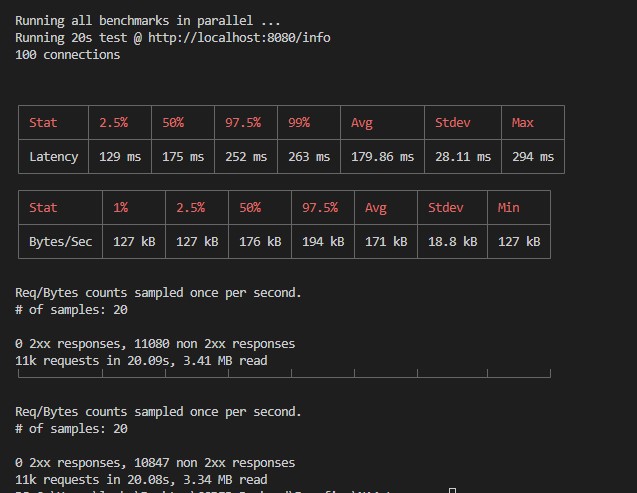 Running all benchmarks in parallel ...
Running 20s test @ http://localhost:8080/info
100 connections
Stat 2.5% 50% 97.5% 99% Avg Stdev Max
Latency 129 ms 175 ms 252 ms 263 ms 179.86 ms 28.11 ms 294 ms
Stat 1% 2.5% 50% 97.5% Avg Stdev Min
Bytes/Sec 127 kB 127 kB 176 kB 194 kB 171 kB 18.8 kB 127 kB
Req/Bytes counts sampled once per second.
# of samples: 20
0 2xx responses, 11080 non 2xx responses
11k requests in 20.09s, 3.41 MB read
Req/Bytes counts sampled once per second.
# of samples: 20
0 2xx responses, 10847 non 2xx responses
11k requests in 20.08s, 3.34 MB read